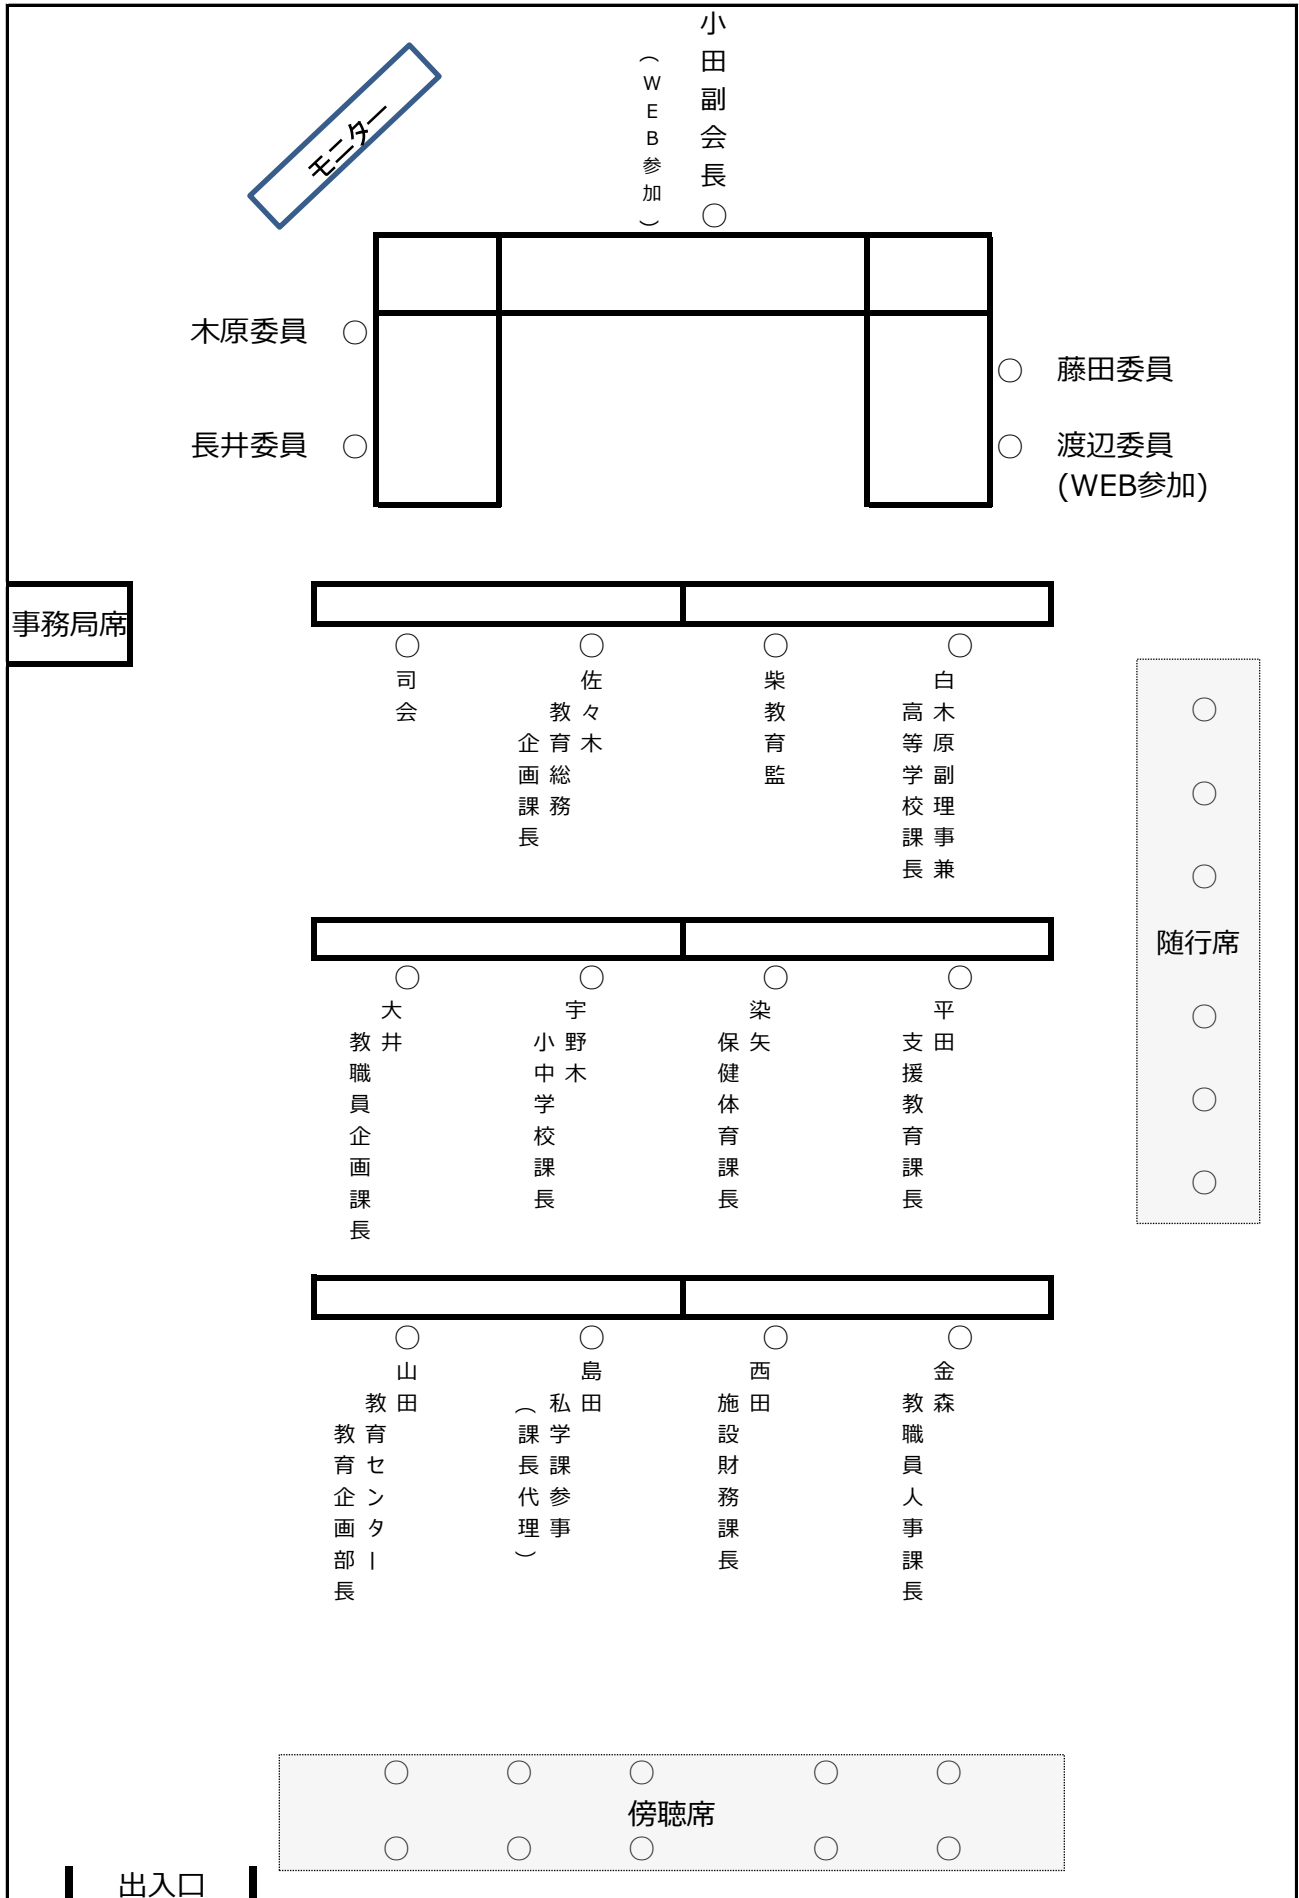 小田副会長
（WEB参加）
モニター
木原委員
藤田委員
長井委員
渡辺委員
(WEB参加)
事務局席
司会
佐々木
教育総務
企画課長
柴教育監
白木原副理事兼
高等学校課長
随行席
大井
教職員企画課長
宇野木
小中学校課長
染矢
保健体育課長
平田
支援教育課長
山田
教育センター
教育企画部長
島田
私学課参事
（課長代理）
西田
施設財務課長
金森
教職員人事課長
傍聴席
出入口